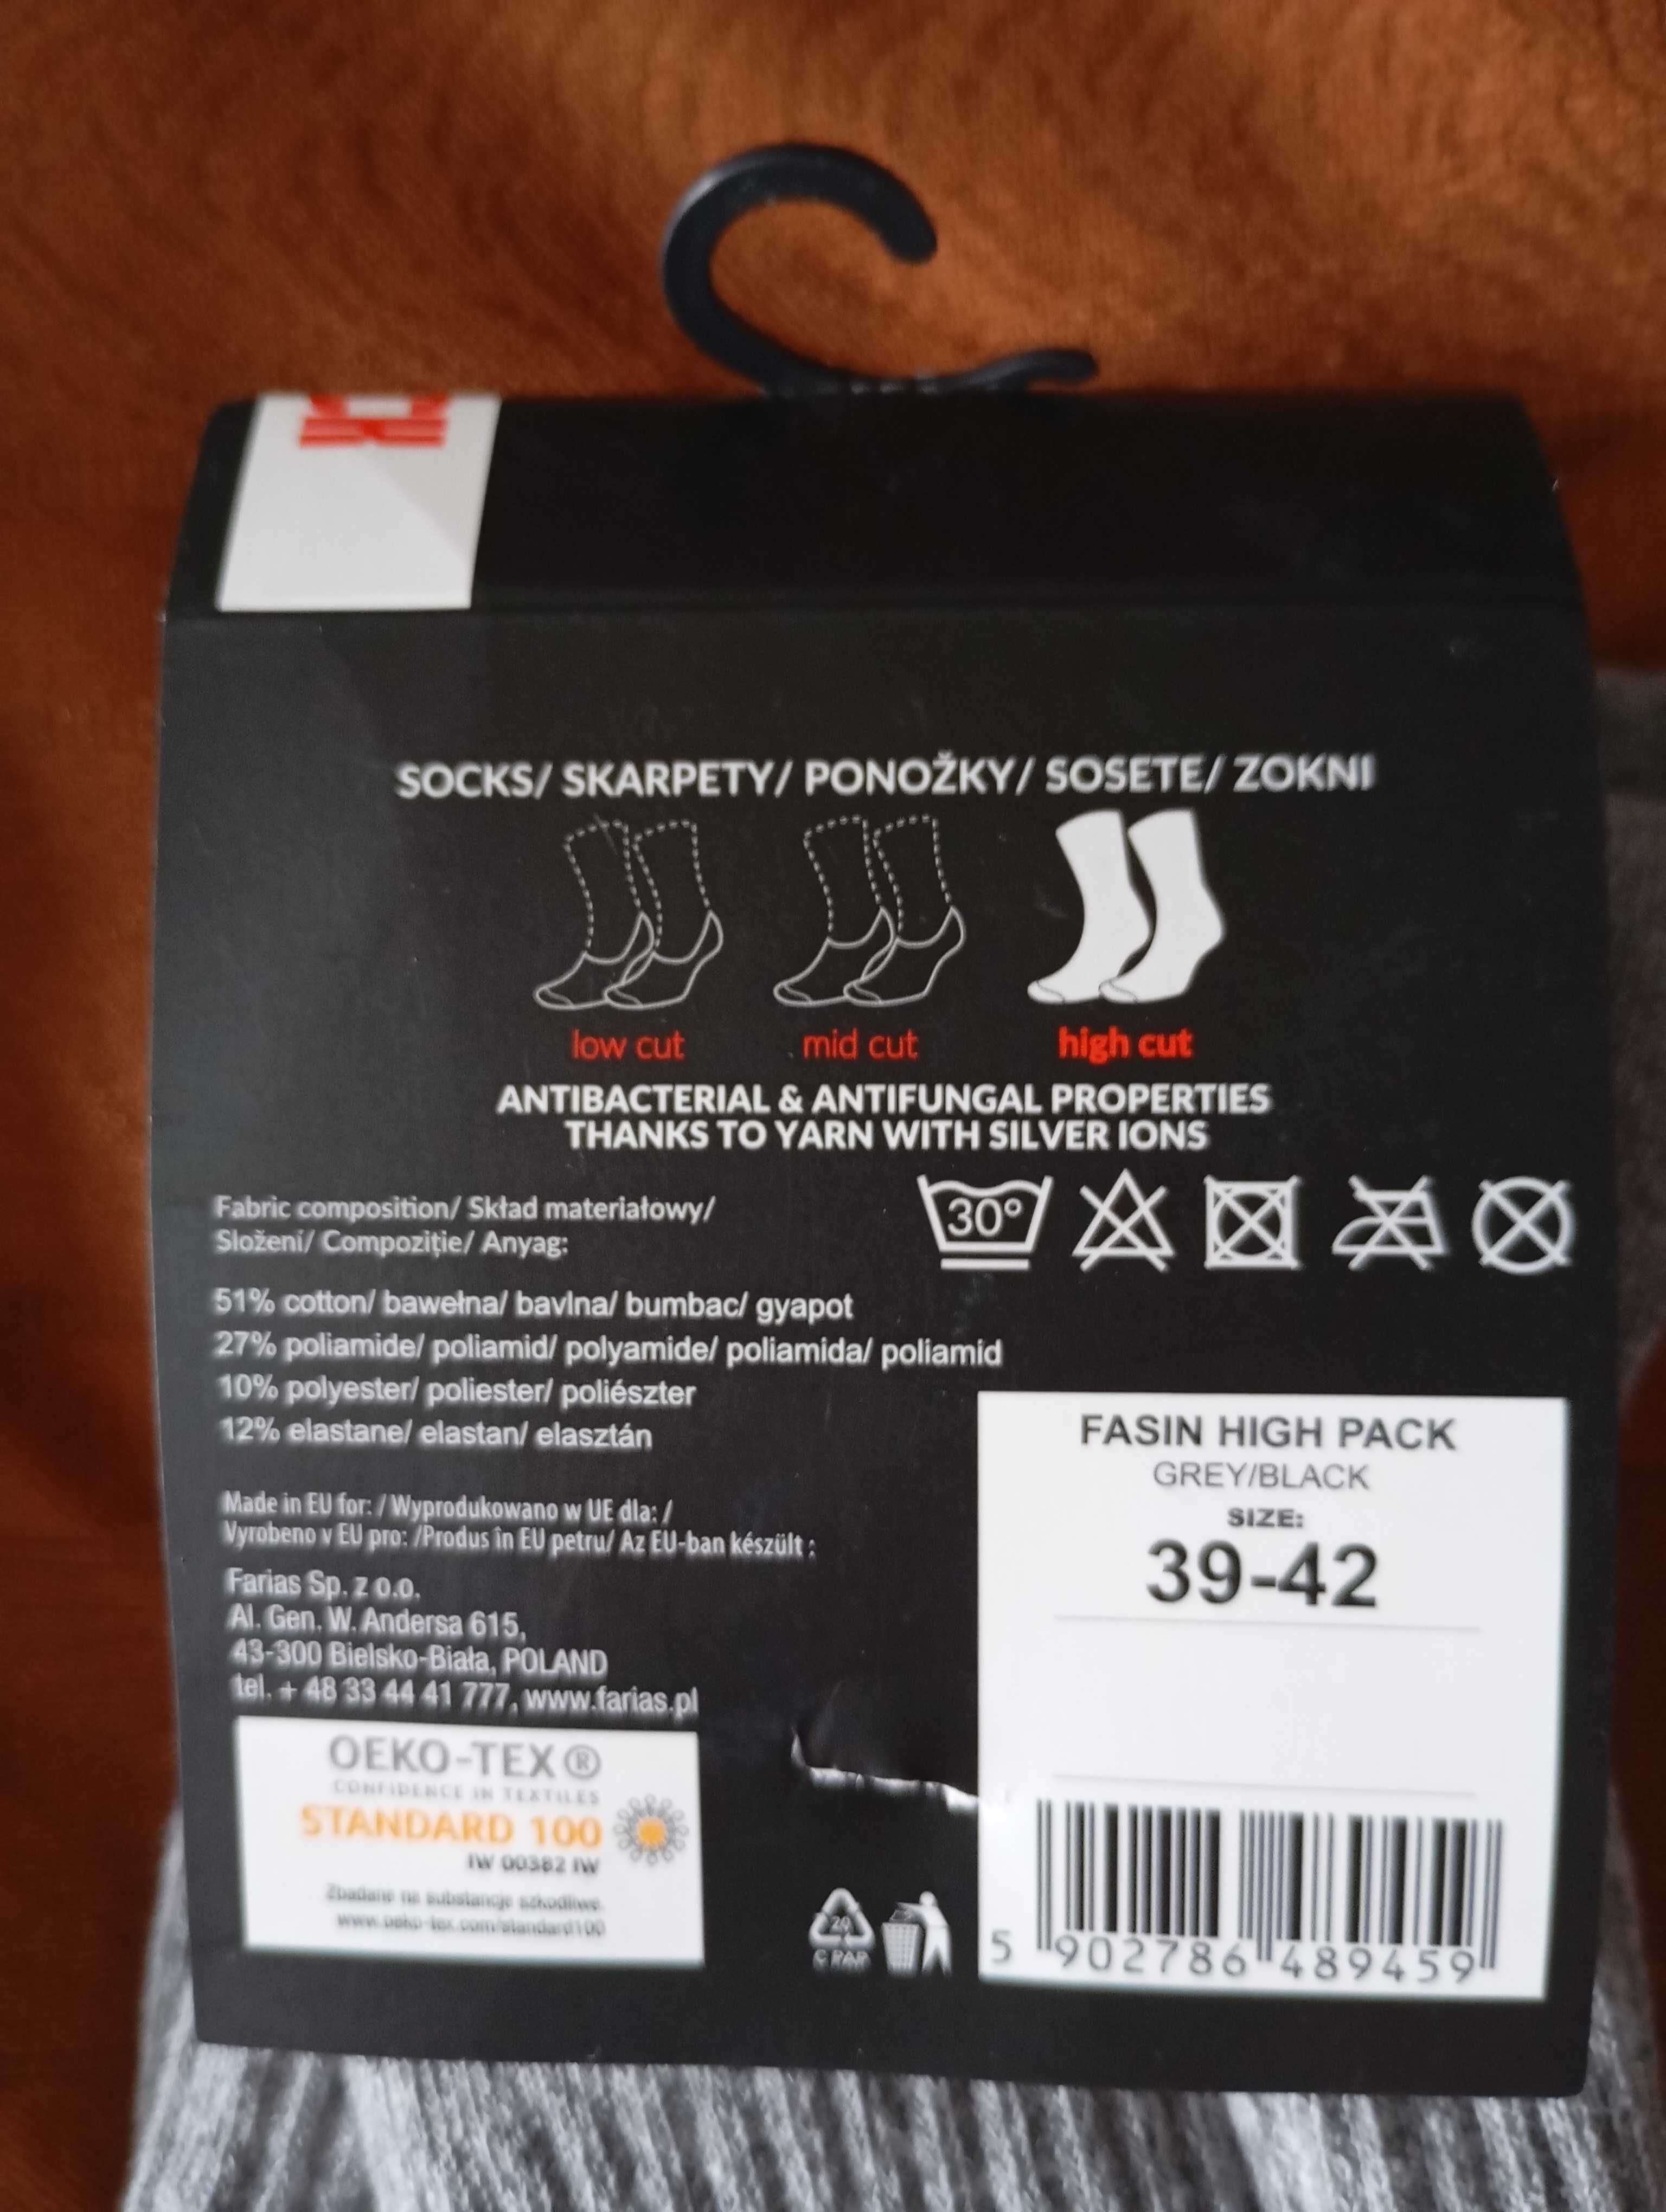 SOCKS/ SKARPETY/ PONOŽKY/ SOSETE/ ZOKNI
low cut mid cut high cut
ANTIBACTERIAL & ANTIFUNGAL PROPERTIES
THANKS TO YARN WITH SILVER IONS
Fabric composition/ Skład materiałowy/
Složení/ Compoziție/ Anyag:
30°
51% cotton/ bawełna/ bavlna/ bumbac/ gyapot
27% poliamide/ poliamid/ polyamide/ poliamida/ poliamid
10% polyester/ poliester/ poliészter
12% elastane/ elastan/ elasztán
Made in EU for: / Wyprodukowano w UE dla: /
Vyrobeno v EU pro: /Produs în EU petru/ Az EU-ban készült :
Farias Sp. z o.o.
Al. Gen. W. Andersa 615,
43-300 Bielsko-Biała, POLAND
tel. + 48 33 44 41 777, www.farias.pl
OEKO-TEX®
CONFIDENCE IN TEXTILES
STANDARD 100
IW 00382 IW
Zbadane na substancje szkodliwe.
www.oeko-tex.com/standard100
20
C PAP
FASIN HIGH PACK
GREY/BLACK
SIZE:
39-42
5 902786 489459